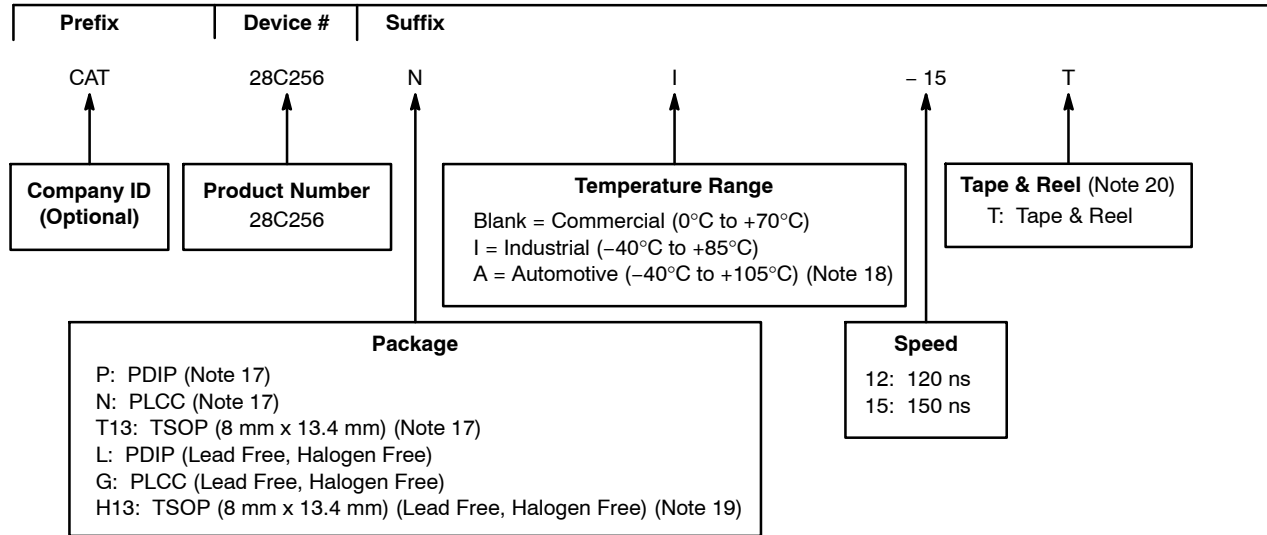 Prefix Device # Suffix
CAT 28C256 N I – 15 T
Company ID
(Optional)
Product Number
28C256
Temperature Range
Blank = Commercial (0°C to +70°C)
I = Industrial (−40°C to +85°C)
A = Automotive (−40°C to +105°C) (Note 18)
Tape & Reel (Note 20)
T: Tape & Reel
Package
P: PDIP (Note 17)
N: PLCC (Note 17)
T13: TSOP (8 mm x 13.4 mm) (Note 17)
L: PDIP (Lead Free, Halogen Free)
G: PLCC (Lead Free, Halogen Free)
H13: TSOP (8 mm x 13.4 mm) (Lead Free, Halogen Free) (Note 19)
Speed
12: 120 ns
15: 150 ns